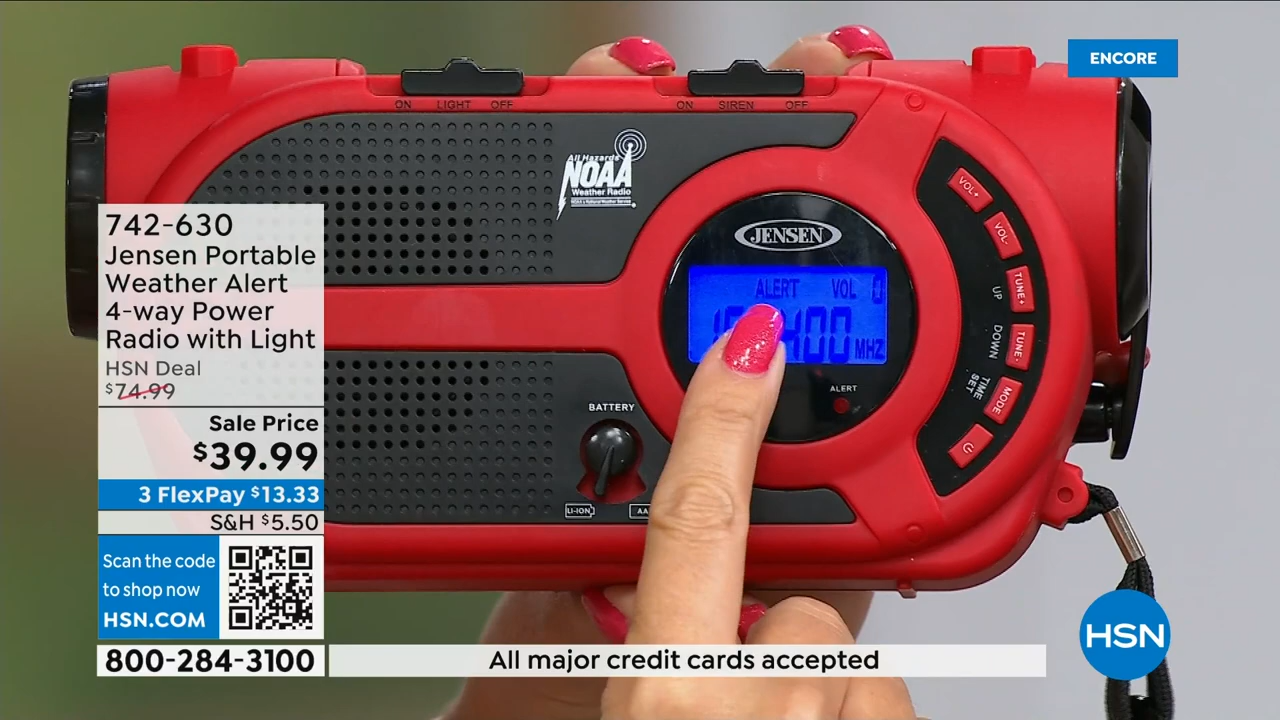 ENCORE
ON LIGHT OFF
ON SIREN OFF
All Hazards
NOAA
Weather Radio
JENSEN
ALERT VOL 0
400 MHZ
ALERT
VOL+
VOL-
TUNE+
UP
TUNE-
DOWN
MODE
TIME SET
BATTERY
LI-ION
AA
742-630
Jensen Portable
Weather Alert
4-way Power
Radio with Light
HSN Deal
$74.99
Sale Price
$39.99
3 FlexPay $13.33
S&H $5.50
Scan the code
to shop now
HSN.COM
800-284-3100
All major credit cards accepted
HSN